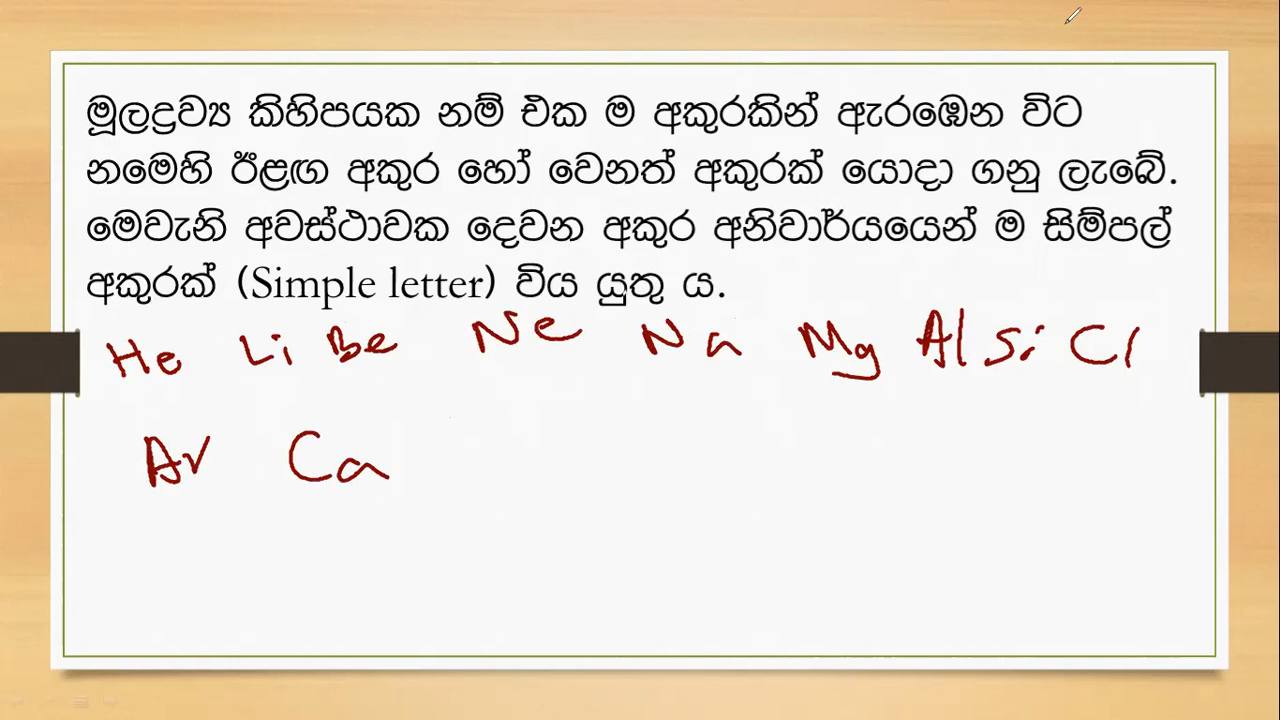 මූලද්‍රව්‍ය කිහිපයක නම් එක ම අකුරකින් ඇරඹෙන විට
නමෙහි ඊළඟ අකුර හෝ වෙනත් අකුරක් යොදා ගනු ලැබේ.
මෙවැනි අවස්ථාවක දෙවන අකුර අනිවාර්යයෙන් ම සිම්පල්
අකුරක් (Simple letter) විය යුතු ය.
He Li Be Ne Na Mg Al Si Cl
Ar Ca